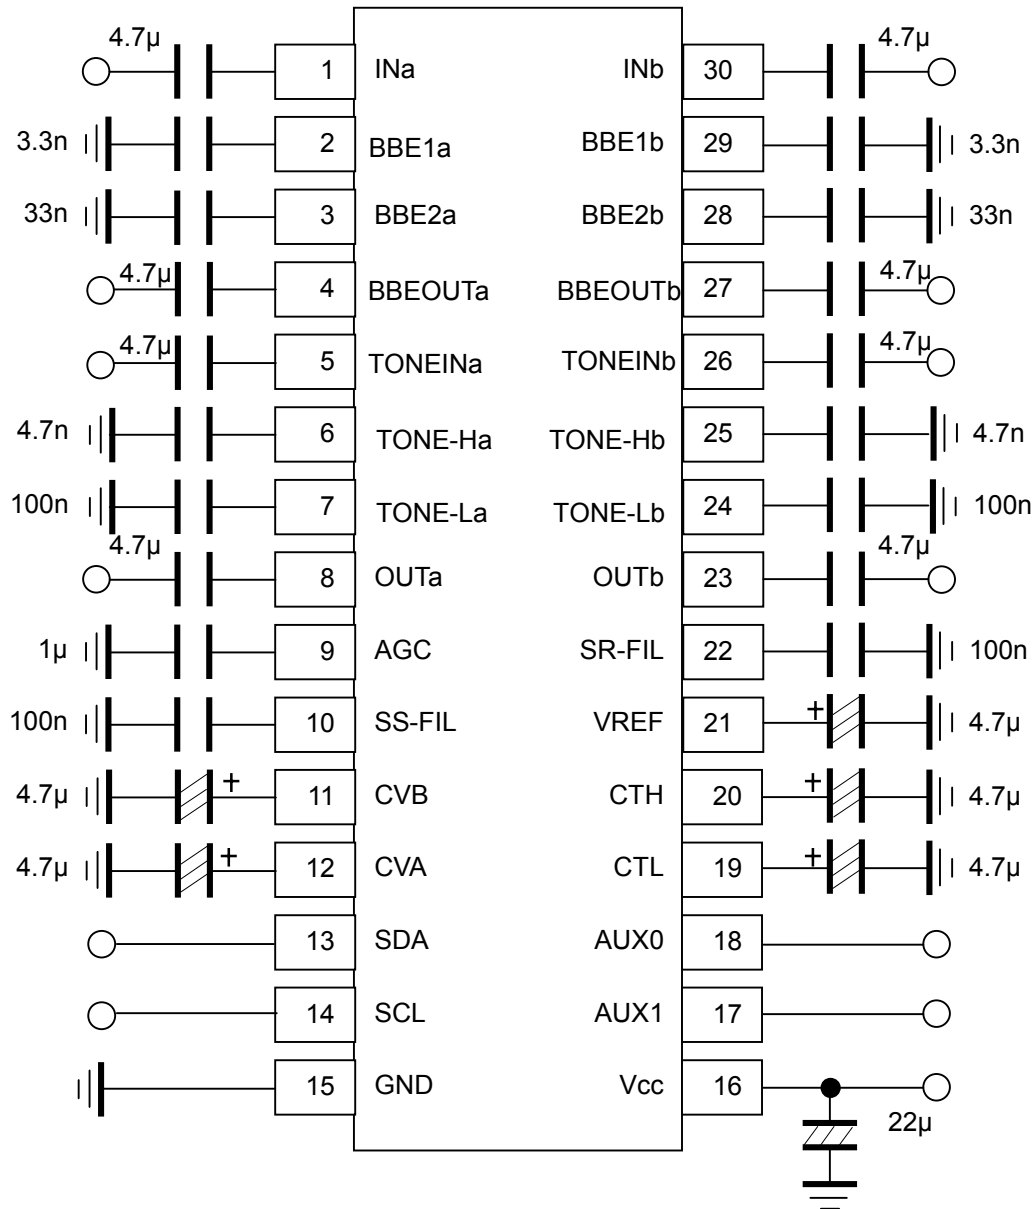 4.7µ 1 INa INb 30 4.7µ
3.3n 2 BBE1a BBE1b 29 3.3n
33n 3 BBE2a BBE2b 28 33n
4.7µ 4 BBEOUTa BBEOUTb 27 4.7µ
4.7µ 5 TONEINa TONEINb 26 4.7µ
4.7n 6 TONE-Ha TONE-Hb 25 4.7n
100n 7 TONE-La TONE-Lb 24 100n
4.7µ 8 OUTa OUTb 23 4.7µ
1µ 9 AGC SR-FIL 22 100n
100n 10 SS-FIL VREF 21 + 4.7µ
4.7µ + 11 CVB CTH 20 + 4.7µ
4.7µ + 12 CVA CTL 19 + 4.7µ
13 SDA AUX0 18
14 SCL AUX1 17
15 GND Vcc 16
22µ